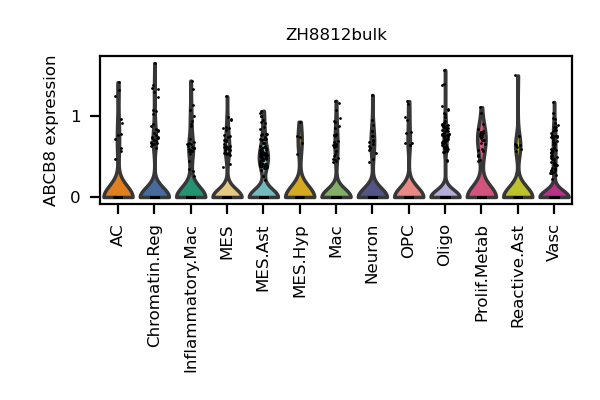 ZH8812bulk
ABCB8 expression
1
0
AC
Chromatin.Reg
Inflammatory.Mac
MES
MES.Ast
MES.Hyp
Mac
Neuron
OPC
Oligo
Prolif.Metab
Reactive.Ast
Vasc